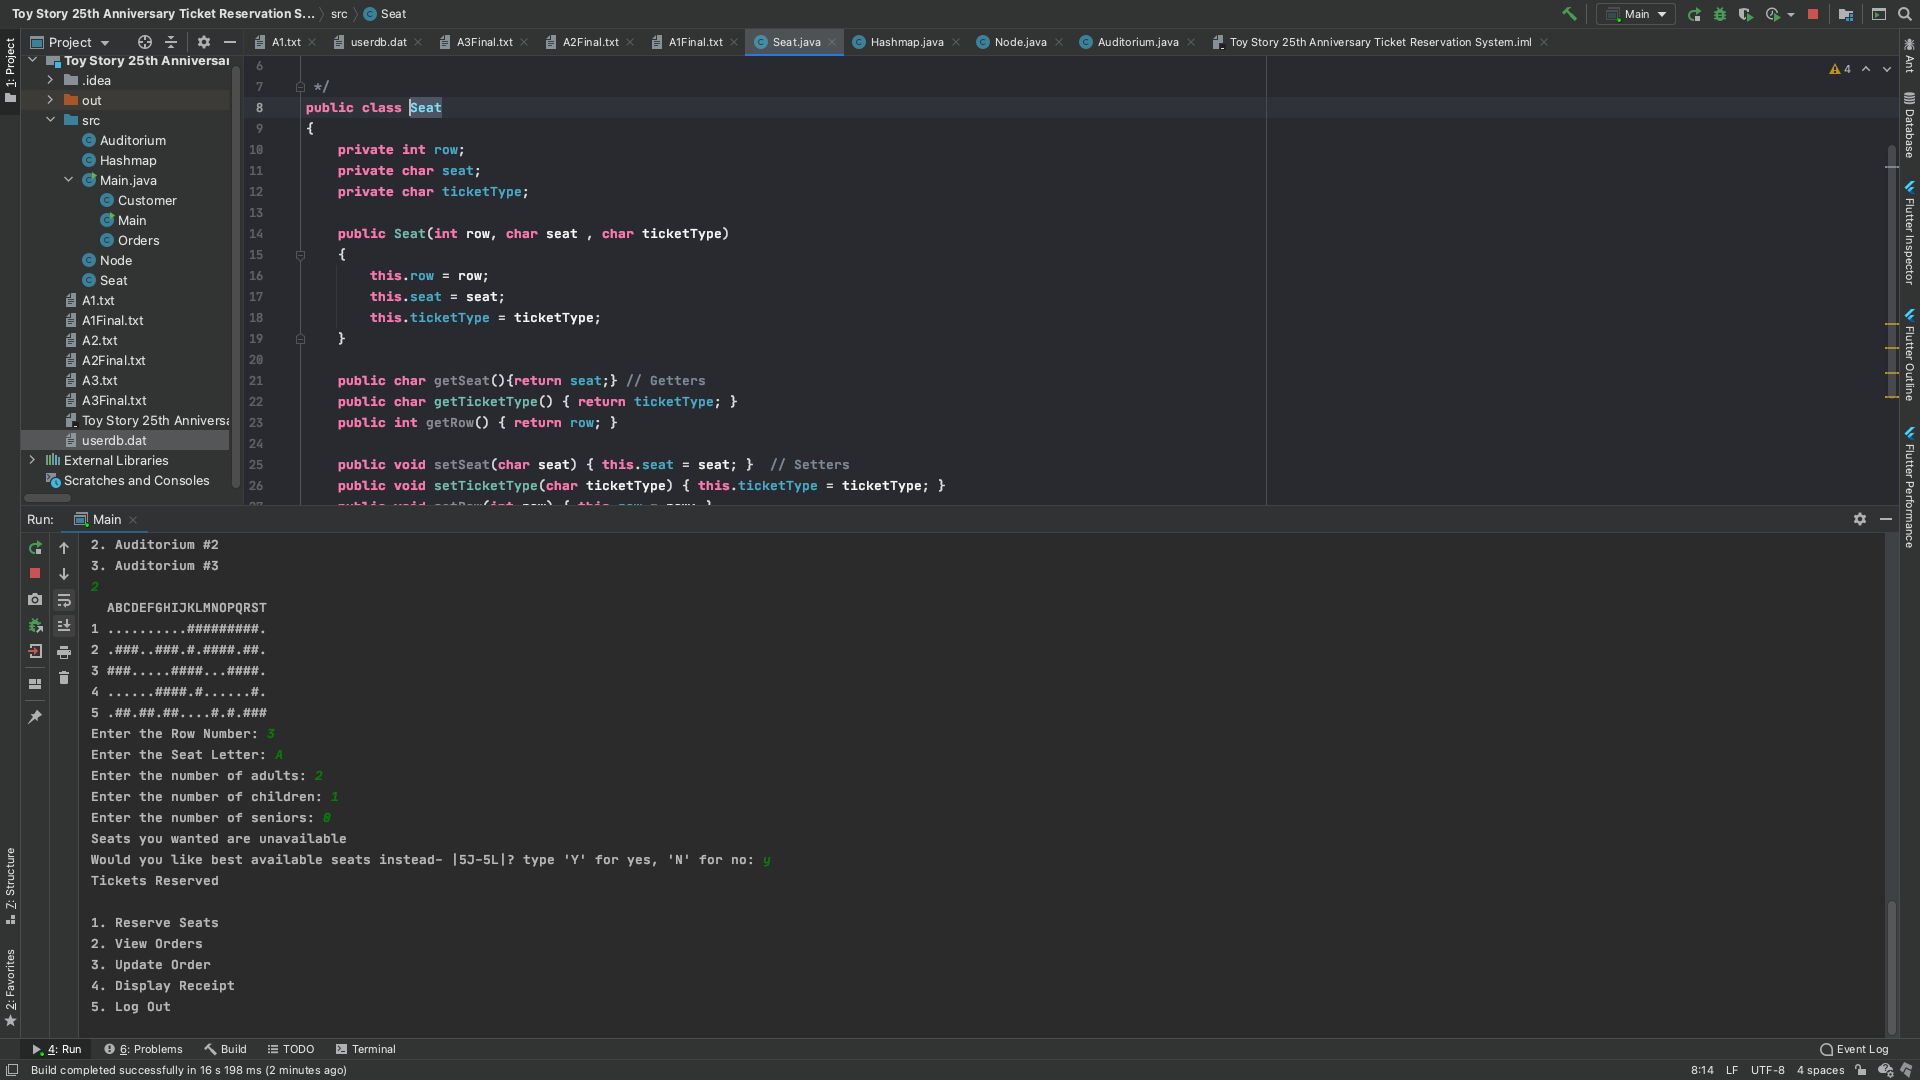 Toy Story 25th Anniversary Ticket Reservation S... src Seat
Main
Project
A1.txt userdb.dat A3Final.txt A2Final.txt A1Final.txt Seat.java Hashmap.java Node.java Auditorium.java Toy Story 25th Anniversary Ticket Reservation System.iml
1: Project
Toy Story 25th Anniversar
.idea
out
src
Auditorium
Hashmap
Main.java
Customer
Main
Orders
Node
Seat
A1.txt
A1Final.txt
A2.txt
A2Final.txt
A3.txt
A3Final.txt
Toy Story 25th Anniversa
userdb.dat
External Libraries
Scratches and Consoles
4
6
7 */
8 public class Seat
9 {
10 private int row;
11 private char seat;
12 private char ticketType;
13
14 public Seat(int row, char seat , char ticketType)
15 {
16 this.row = row;
17 this.seat = seat;
18 this.ticketType = ticketType;
19 }
20
21 public char getSeat(){return seat;} // Getters
22 public char getTicketType() { return ticketType; }
23 public int getRow() { return row; }
24
25 public void setSeat(char seat) { this.seat = seat; } // Setters
26 public void setTicketType(char ticketType) { this.ticketType = ticketType; }
27 public void setRow(int row) { this.row = row; }
Ant
Database
Flutter Inspector
Flutter Outline
Flutter Performance
Run: Main
2. Auditorium #2
3. Auditorium #3
2
ABCDEFGHIJKLMNOPQRST
1 ..........#########.
2 .###..###.#.####.##.
3 ###.....####...####.
4 ......####.#......#.
5 .##.##.##....#.#.###
Enter the Row Number: 3
Enter the Seat Letter: A
Enter the number of adults: 2
Enter the number of children: 1
Enter the number of seniors: 0
Seats you wanted are unavailable
Would you like best available seats instead- |5J-5L|? type 'Y' for yes, 'N' for no: y
Tickets Reserved
1. Reserve Seats
2. View Orders
3. Update Order
4. Display Receipt
5. Log Out
7: Structure
2: Favorites
4: Run 6: Problems Build TODO Terminal Event Log
Build completed successfully in 16 s 198 ms (2 minutes ago) 8:14 LF UTF-8 4 spaces